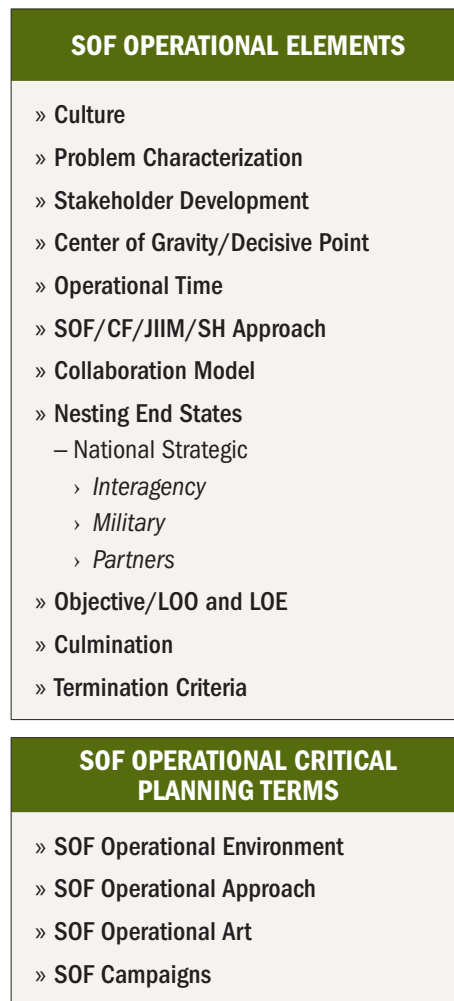 SOF OPERATIONAL ELEMENTS
» Culture
» Problem Characterization
» Stakeholder Development
» Center of Gravity/Decisive Point
» Operational Time
» SOF/CF/JIIM/SH Approach
» Collaboration Model
» Nesting End States
– National Strategic
› Interagency
› Military
› Partners
» Objective/LOO and LOE
» Culmination
» Termination Criteria
SOF OPERATIONAL CRITICAL
PLANNING TERMS
» SOF Operational Environment
» SOF Operational Approach
» SOF Operational Art
» SOF Campaigns